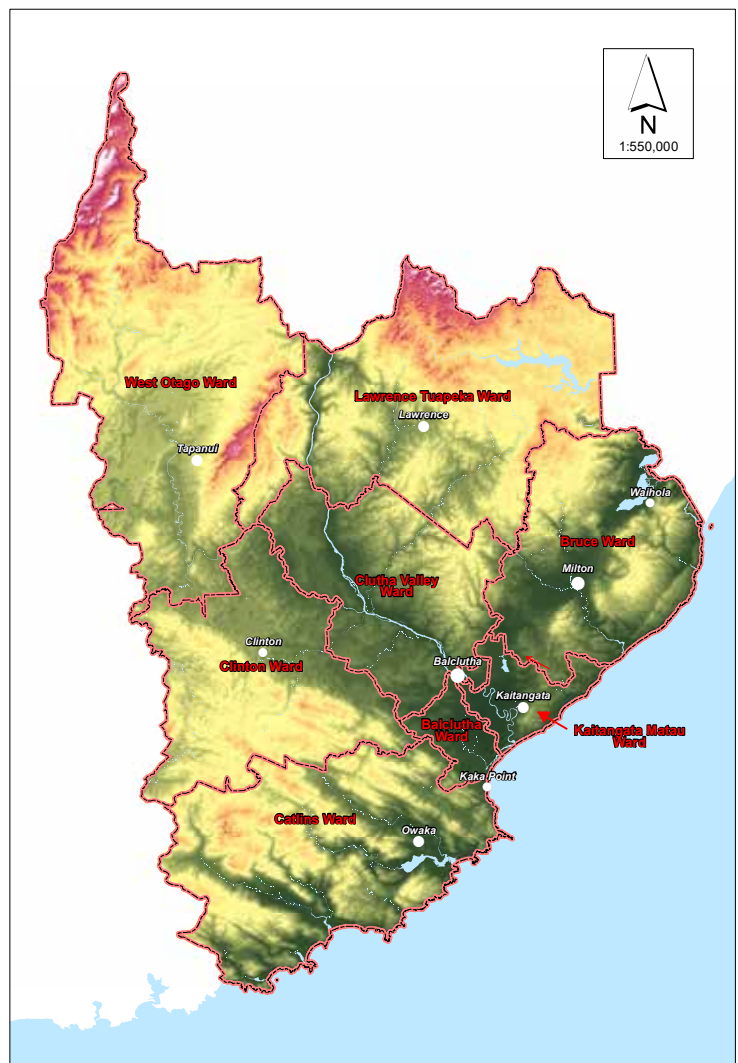 N
1:550,000
West Otago Ward
Lawrence Tuapeka Ward
Lawrence
Tapanui
Waihola
Bruce Ward
Milton
Clutha Valley
Ward
Clinton
Clinton Ward
Balclutha
Kaitangata
Balclutha
Ward
Kaitangata Matau
Ward
Kaka Point
Catlins Ward
Owaka